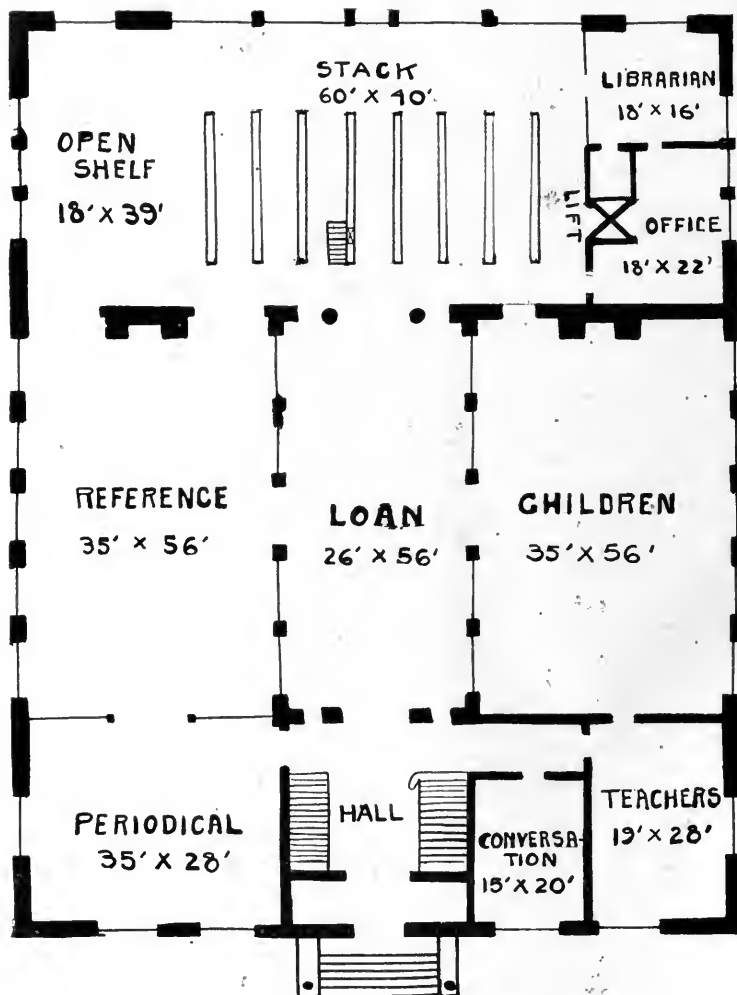 STACK
60' X 40'
LIBRARIAN
18' X 16'
OPEN
SHELF
18' X 39'
LIFT
OFFICE
18' X 22'
REFERENCE
35' X 56'
LOAN
26' X 56'
CHILDREN
35' X 56'
PERIODICAL
35' X 28'
HALL
CONVERSA-
TION
15' X 20'
TEACHERS
19' X 28'